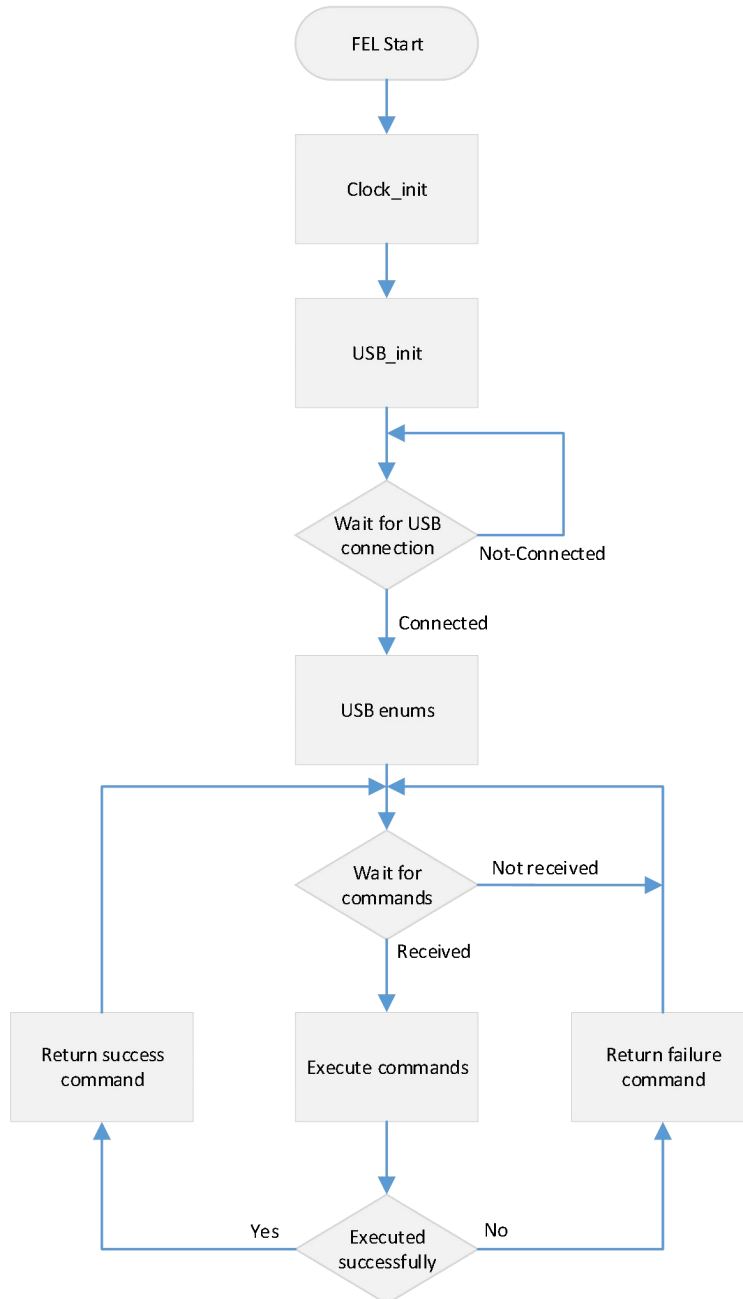 FEL Start
Clock_init
USB_init
Wait for USB
connection
Not-Connected
Connected
USB enums
Wait for
commands
Not received
Received
Return success
command
Execute commands
Return failure
command
Yes
Executed
successfully
No